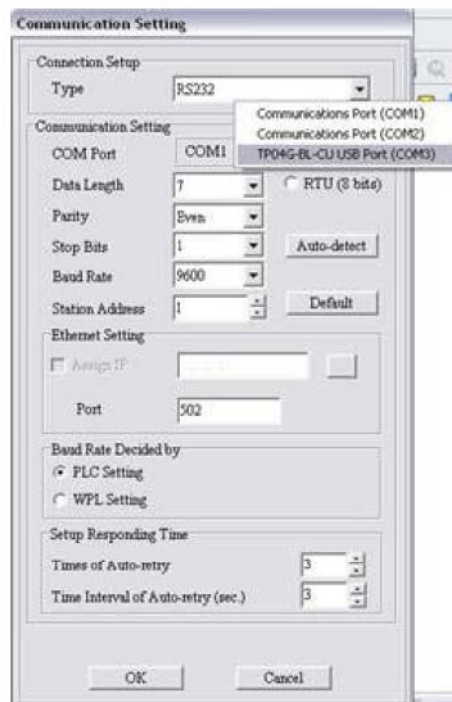 Communication Setting
Connection Setup
Type RS232
Communications Port (COM1)
Communications Port (COM2)
TP04G-BL-CU USB Port (COM3)
Communication Setting
COM Port COM1
Data Length 7 RTU (8 bits)
Parity Even
Stop Bits 1 Auto-detect
Baud Rate 9600
Station Address 1 Default
Ethernet Setting
Assign IP
Port 502
Baud Rate Decided by
PLC Setting
WPL Setting
Setup Responding Time
Times of Auto-retry 3
Time Interval of Auto-retry (sec.) 3
OK Cancel